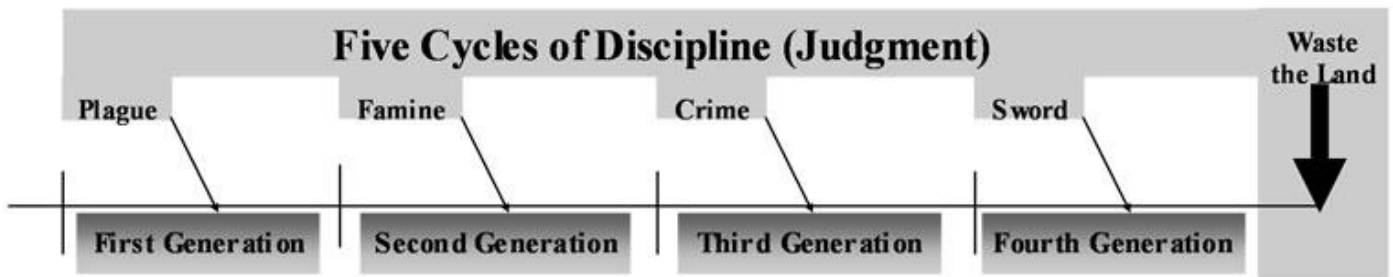 Five Cycles of Discipline (Judgment)
Waste
the Land
Plague
Famine
Crime
Sword
First Generation
Second Generation
Third Generation
Fourth Generation